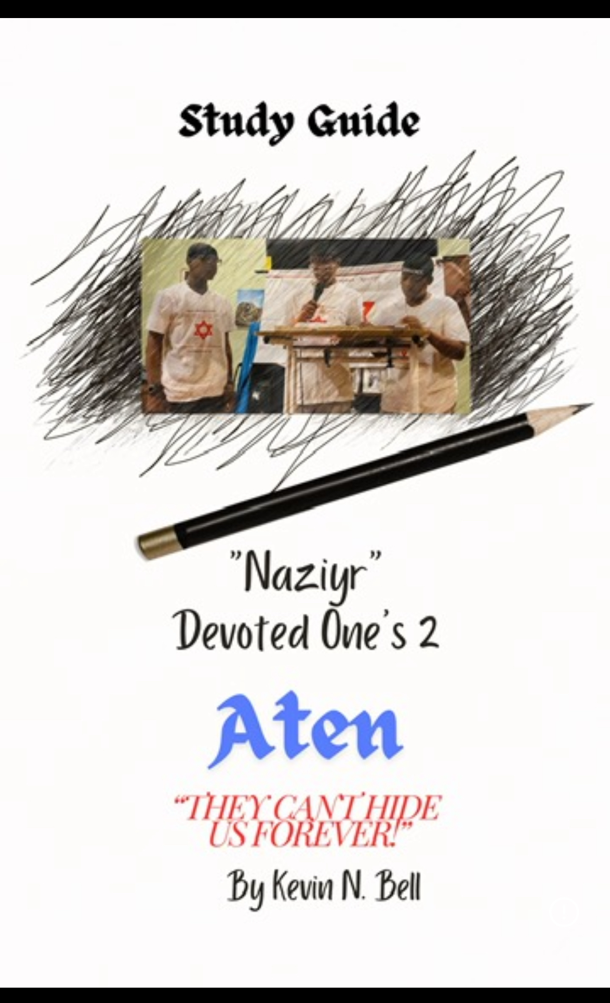 Study Guide
”Naziyr”
Devoted One’s 2
Aten
“THEY CAN'T HIDE
US FOREVER!”
By Kevin N. Bell